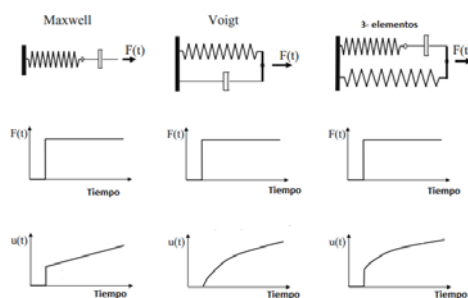 Maxwell
Voigt
3- elementos
F(t)
F(t)
F(t)
F(t)
Tiempo
F(t)
Tiempo
F(t)
Tiempo
u(t)
Tiempo
u(t)
Tiempo
u(t)
Tiempo